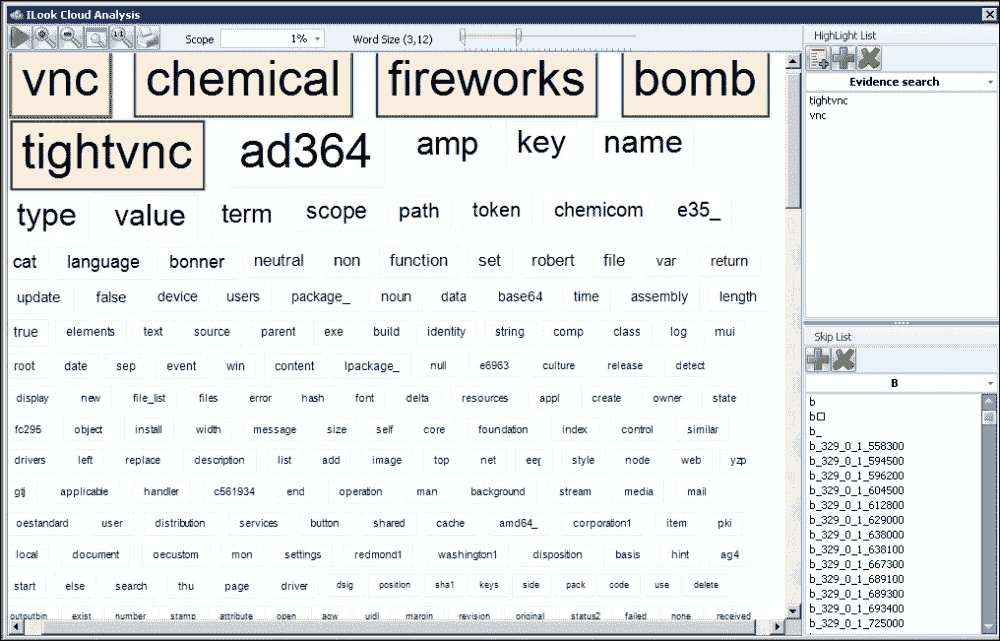 ILook Cloud Analysis
1:1 Scope 1% Word Size (3,12)
vnc chemical fireworks bomb
tightvnc ad364 amp key name
type value term scope path token chemicom e35_
cat language bonner neutral non function set robert file var return
update false device users package_ noun data base64 time assembly length
true elements text source parent exe build identity string comp class log mui
root date sep event win content lpackage_ null e6963 culture release detect
display new file_list files error hash font delta resources appl create owner state
fc295 object install width message size self core foundation index control similar
drivers left replace description list add image top net style node web yzp
gtj applicable handler c561934 end operation man background stream media mail
oestandard user distribution services button shared cache amd64_ corporation1 item pki
local document oecustom mon settings redmond1 washington1 disposition basis hint ag4
start else search thu page driver dsig position sha1 keys side pack code use delete
outputbin exist number stamp attribute open aqw uidl margin revision original status2 failed none received
HighLight List
Evidence search
tightvnc
vnc
Skip List
B
b
b□
b_
b_329_0_1_558300
b_329_0_1_594500
b_329_0_1_596200
b_329_0_1_604500
b_329_0_1_612800
b_329_0_1_629000
b_329_0_1_638000
b_329_0_1_638100
b_329_0_1_667300
b_329_0_1_689100
b_329_0_1_689300
b_329_0_1_693400
b_329_0_1_725000